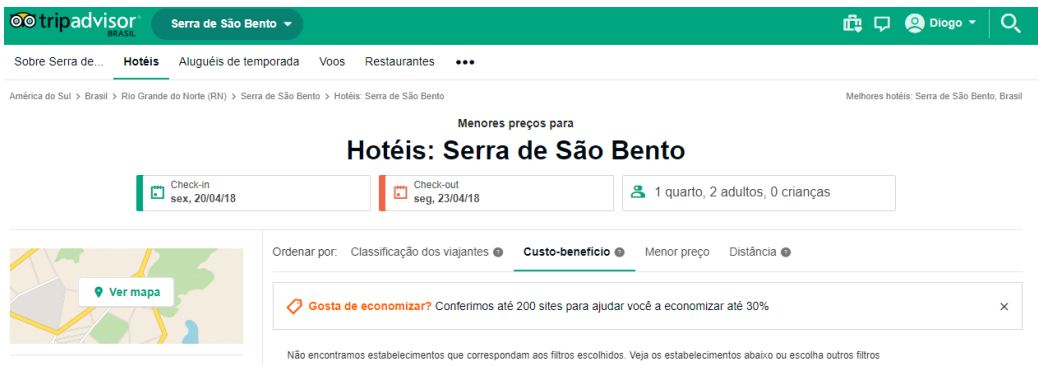 tripadvisor
BRASIL
Serra de São Bento
Diogo
Sobre Serra de... Hotéis Aluguéis de temporada Voos Restaurantes •••
América do Sul > Brasil > Rio Grande do Norte (RN) > Serra de São Bento > Hotéis: Serra de São Bento
Melhores hotéis: Serra de São Bento, Brasil
Menores preços para
Hotéis: Serra de São Bento
Check-in
sex, 20/04/18
Check-out
seg, 23/04/18
1 quarto, 2 adultos, 0 crianças
Ver mapa
Ordenar por: Classificação dos viajantes Custo-benefício Menor preço Distância
Gosta de economizar? Conferimos até 200 sites para ajudar você a economizar até 30%
Não encontramos estabelecimentos que correspondam aos filtros escolhidos. Veja os estabelecimentos abaixo ou escolha outros filtros